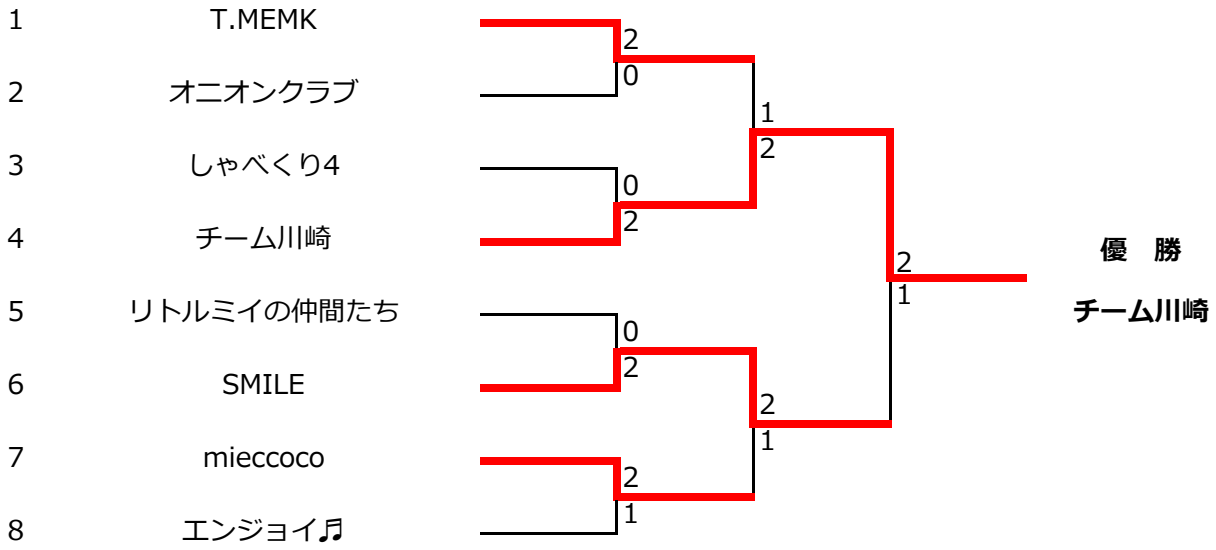 1 T.MEMK
2
0
2 オニオンクラブ
1
2
3 しゃべくり4
0
2
4 チーム川崎
優 勝
2
1
5 リトルミイの仲間たち
チーム川崎
0
2
6 SMILE
2
1
7 mieccoco
2
1
8 エンジョイ♬